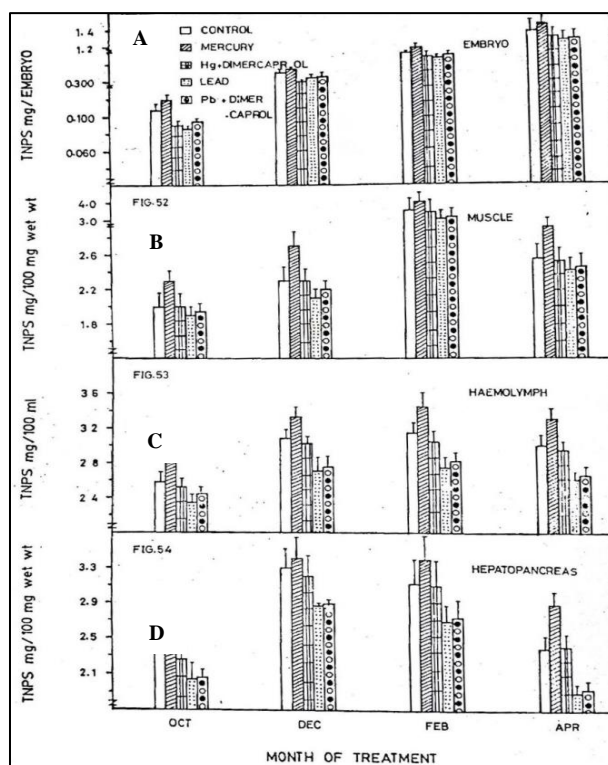 A
CONTROL
MERCURY
Hg+DIMERCAPR OL
LEAD
Pb + DIMER
-CAPROL
EMBRYO
TNPS mg/EMBRYO
1.4
1.2
0.300
0.100
0.060
FIG.52
B
MUSCLE
TNPS mg/100 mg wet wt
4.0
3.0
2.6
2.2
1.8
FIG.53
C
HAEMOLYMPH
TNPS mg/100 ml
3.6
3.2
2.8
2.4
FIG.54
D
HEPATOPANCREAS
TNPS mg/100 mg wet wt
3.3
2.9
2.5
2.1
OCT DEC FEB APR
MONTH OF TREATMENT